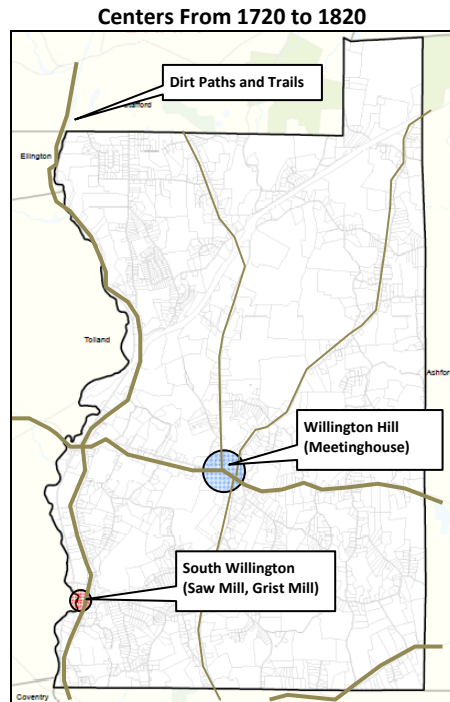 Centers From 1720 to 1820
Dirt Paths and Trails
Stafford
Ellington
Tolland
Ashford
Willington Hill
(Meetinghouse)
South Willington
(Saw Mill, Grist Mill)
Coventry